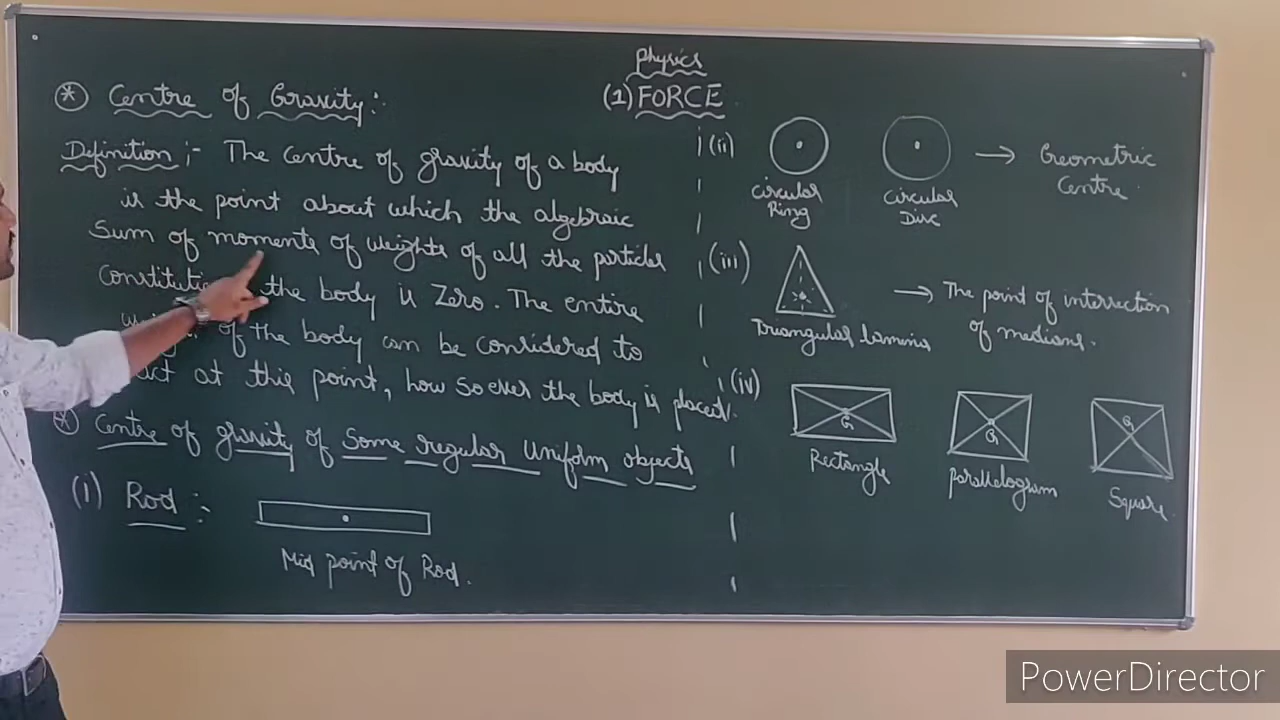 Physics
(1) FORCE
* Centre of Gravity:
Definition :- The Centre of gravity of a body
is the point about which the algebraic
Sum of moments of weights of all the particles
the body is Zero. The entire
of the body can be considered to
act at this point, how so ever the body is placed.
* Centre of gravity of Some regular Uniform objects
(1) Rod :-
Mid point of Rod.
(ii)
Circular
Ring
Circular
Disc
→ Geometric
Centre.
(iii)
Triangular lamina
→ The point of intersection
of medians.
(iv)
G
Rectangle
G
parallelogram
G
Square.
PowerDirector